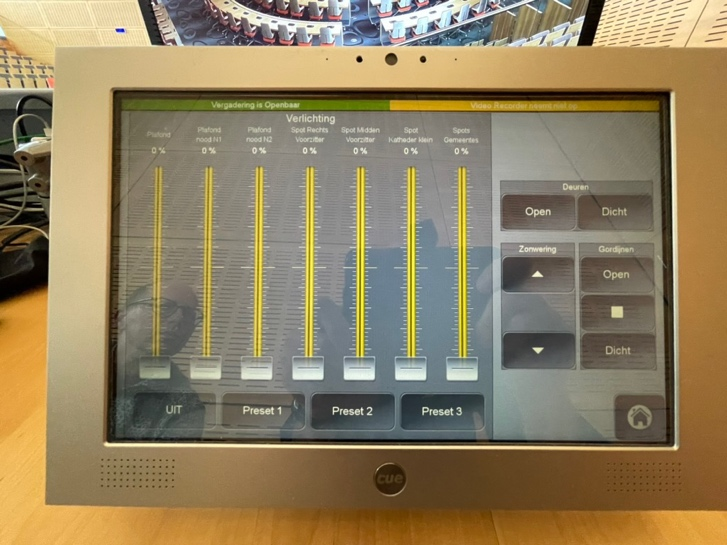 Vergadering is Openbaar
Video Recorder neemt niet op
Verlichting
Plafond
Plafond nood N1
Plafond nood N2
Spot Rechts Voorzitter
Spot Midden Voorzitter
Spot Katheder klein
Spots Gemeentes
0 %
0 %
0 %
0 %
0 %
0 %
0 %
Deuren
Open
Dicht
Zonwering
Gordijnen
Open
Dicht
UIT
Preset 1
Preset 2
Preset 3
cue